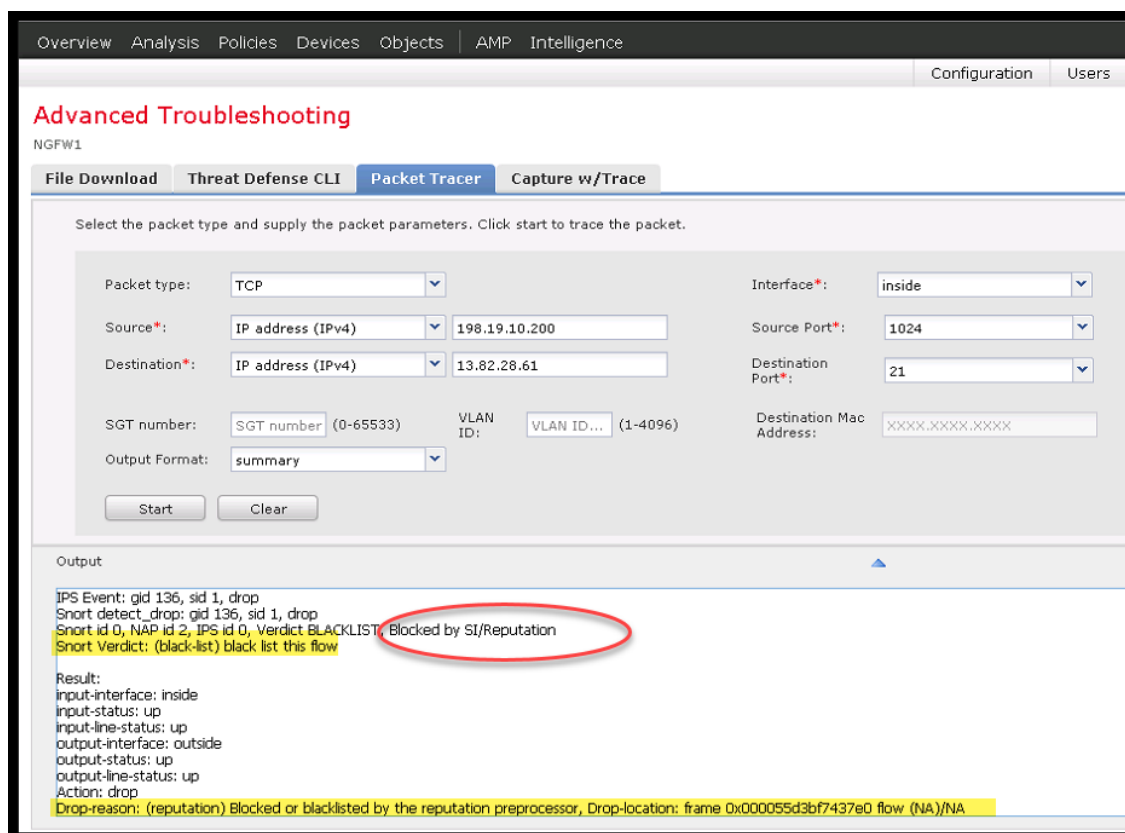 Overview Analysis Policies Devices Objects AMP Intelligence
Configuration Users
Advanced Troubleshooting
NGFW1
File Download Threat Defense CLI Packet Tracer Capture w/Trace
Select the packet type and supply the packet parameters. Click start to trace the packet.
Packet type: TCP Interface*: inside
Source*: IP address (IPv4) 198.19.10.200 Source Port*: 1024
Destination*: IP address (IPv4) 13.82.28.61 Destination Port*: 21
SGT number: SGT number (0-65533) VLAN ID: VLAN ID... (1-4096) Destination Mac Address: XXXX.XXXX.XXXX
Output Format: summary
Start Clear
Output
IPS Event: gid 136, sid 1, drop
Snort detect_drop: gid 136, sid 1, drop
Snort id 0, NAP id 2, IPS id 0, Verdict BLACKLIST, Blocked by SI/Reputation
Snort Verdict: (black-list) black list this flow
Result:
input-interface: inside
input-status: up
input-line-status: up
output-interface: outside
output-status: up
output-line-status: up
Action: drop
Drop-reason: (reputation) Blocked or blacklisted by the reputation preprocessor, Drop-location: frame 0x000055d3bf7437e0 flow (NA)/NA